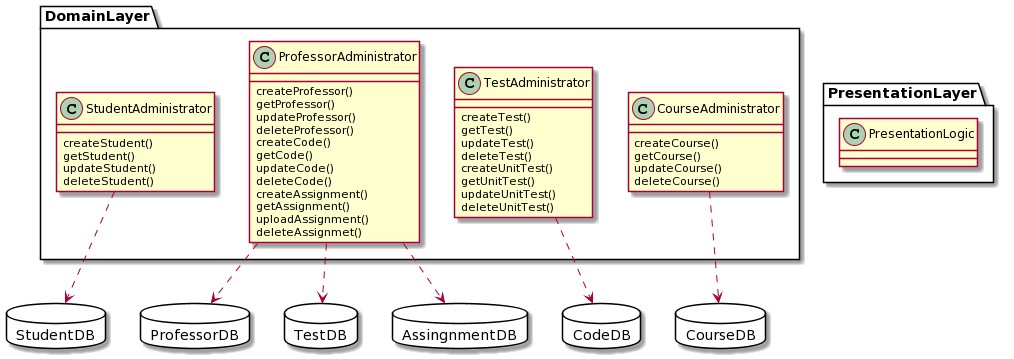 DomainLayer
C StudentAdministrator
createStudent()
getStudent()
updateStudent()
deleteStudent()
C ProfessorAdministrator
createProfessor()
getProfessor()
updateProfessor()
deleteProfessor()
createCode()
getCode()
updateCode()
deleteCode()
createAssignment()
getAssignment()
uploadAssignment()
deleteAssignmet()
C TestAdministrator
createTest()
getTest()
updateTest()
deleteTest()
createUnitTest()
getUnitTest()
updateUnitTest()
deleteUnitTest()
C CourseAdministrator
createCourse()
getCourse()
updateCourse()
deleteCourse()
PresentationLayer
C PresentationLogic
StudentDB
ProfessorDB
TestDB
AssingnmentDB
CodeDB
CourseDB